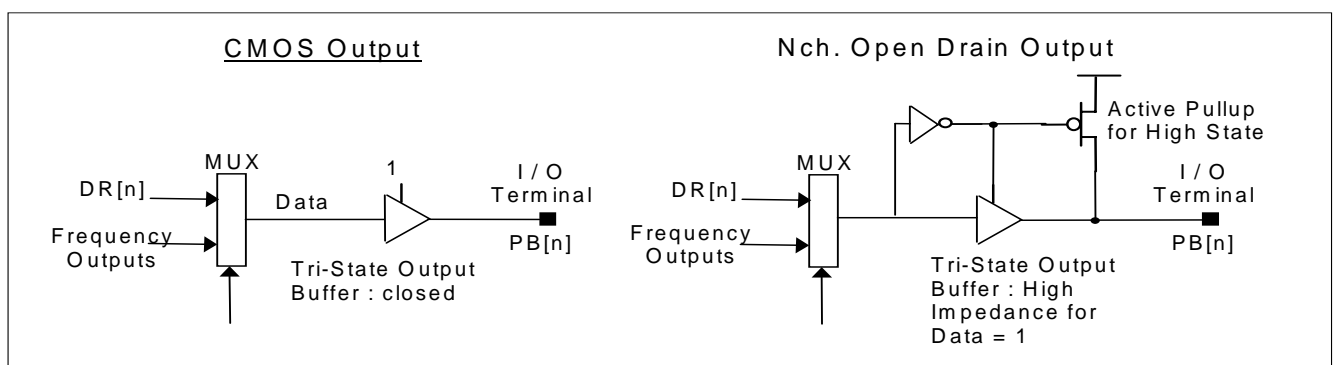 CMOS Output
MUX
1
I / O
Terminal
DR[n]
Data
Frequency
Outputs
PB[n]
Tri-State Output
Buffer : closed
Nch. Open Drain Output
Active Pullup
for High State
MUX
I / O
Terminal
DR[n]
Frequency
Outputs
PB[n]
Tri-State Output
Buffer : High
Impedance for
Data = 1